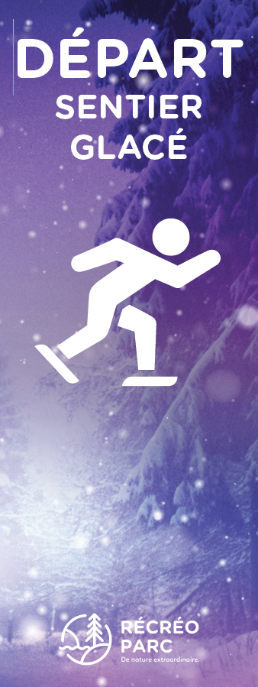 DÉPART
SENTIER
GLACÉ
RÉCRÉO
PARC
De nature extraordinaire.